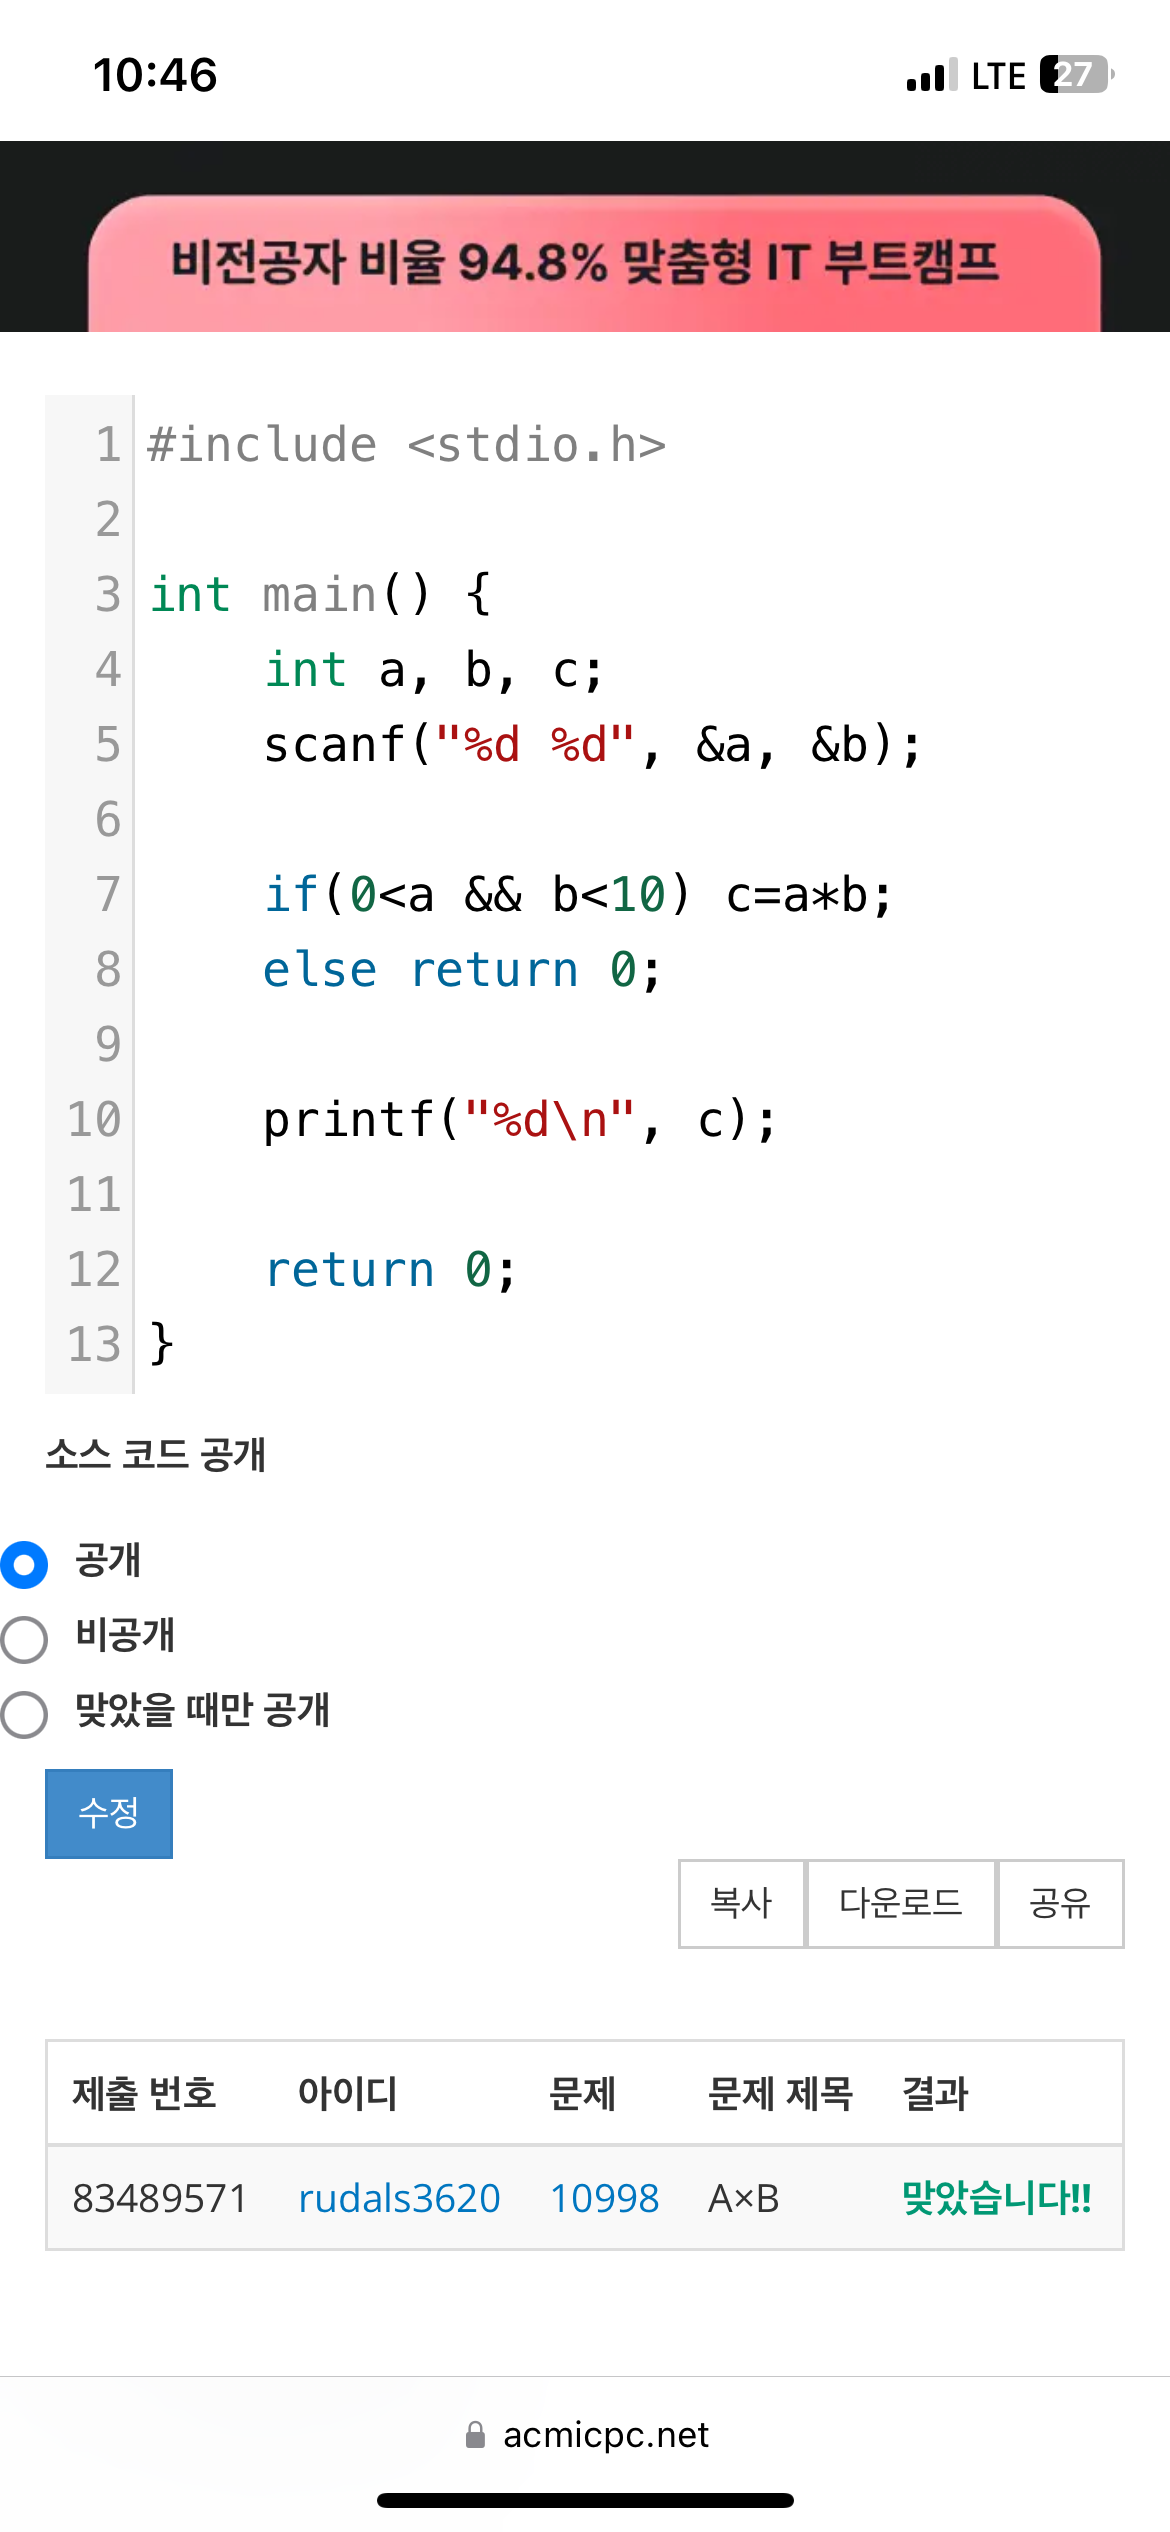 10:46 LTE 27
비전공자 비율 94.8% 맞춤형 IT 부트캠프
1 #include <stdio.h>
2
3 int main() {
4     int a, b, c;
5     scanf("%d %d", &a, &b);
6
7     if(0<a && b<10) c=a*b;
8     else return 0;
9
10     printf("%d\n", c);
11
12     return 0;
13 }
소스 코드 공개
공개
비공개
맞았을 때만 공개
수정
복사 다운로드 공유
제출 번호 아이디 문제 문제 제목 결과
83489571 rudals3620 10998 A×B 맞았습니다!!
acmicpc.net